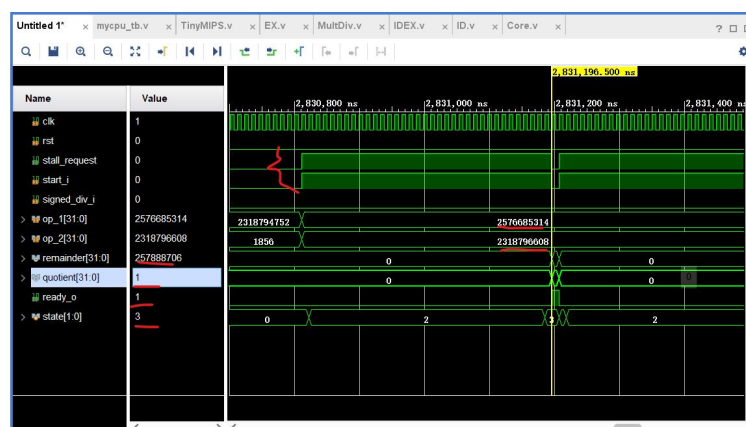 Untitled 1* × mycpu_tb.v × TinyMIPS.v × EX.v × MultDiv.v × IDEX.v × ID.v × Core.v ×
2,831,196.500 ns
Name Value
2,830,800 ns 2,831,000 ns 2,831,200 ns 2,831,400 ns
clk 1
rst 0
stall_request 0
start_i 0
signed_div_i 0
op_1[31:0] 2576685314 2318794752 2576685314
op_2[31:0] 2318796608 1856 2318796608
remainder[31:0] 257888706 0 0
quotient[31:0] 1 0 0
ready_o 1
state[1:0] 3 0 2 3 2